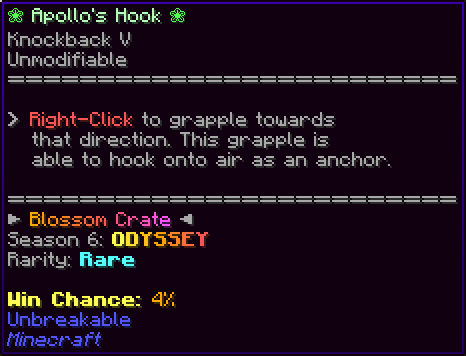 ❀ Apollo's Hook ❀
Knockback V
Unmodifiable
================================
> Right-Click to grapple towards
that direction. This grapple is
able to hook onto air as an anchor.
================================
► Blossom Crate ◄
Season 6: ODYSSEY
Rarity: Rare
Win Chance: 4%
Unbreakable
Minecraft